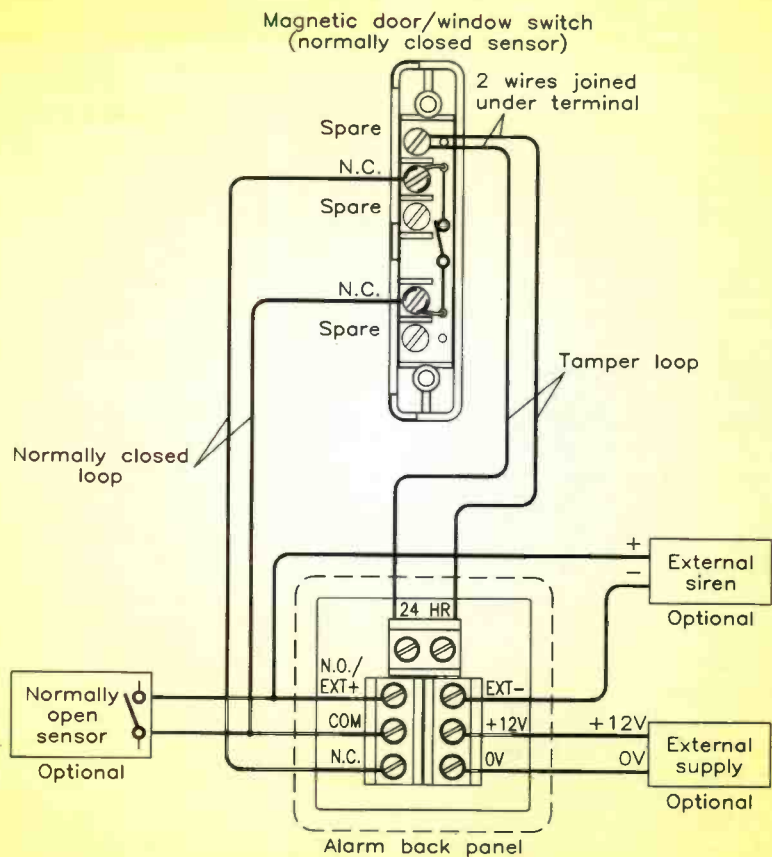 Magnetic door/window switch
(normally closed sensor)
2 wires joined
under terminal
Spare
N.C.
Spare
N.C.
Spare
Tamper loop
Normally closed
loop
+
-
External
siren
Optional
24 HR
N.O./
EXT+
EXT-
Normally
open
sensor
Optional
COM
+12V
+12V
N.C.
0V
0V
External
supply
Optional
Alarm back panel